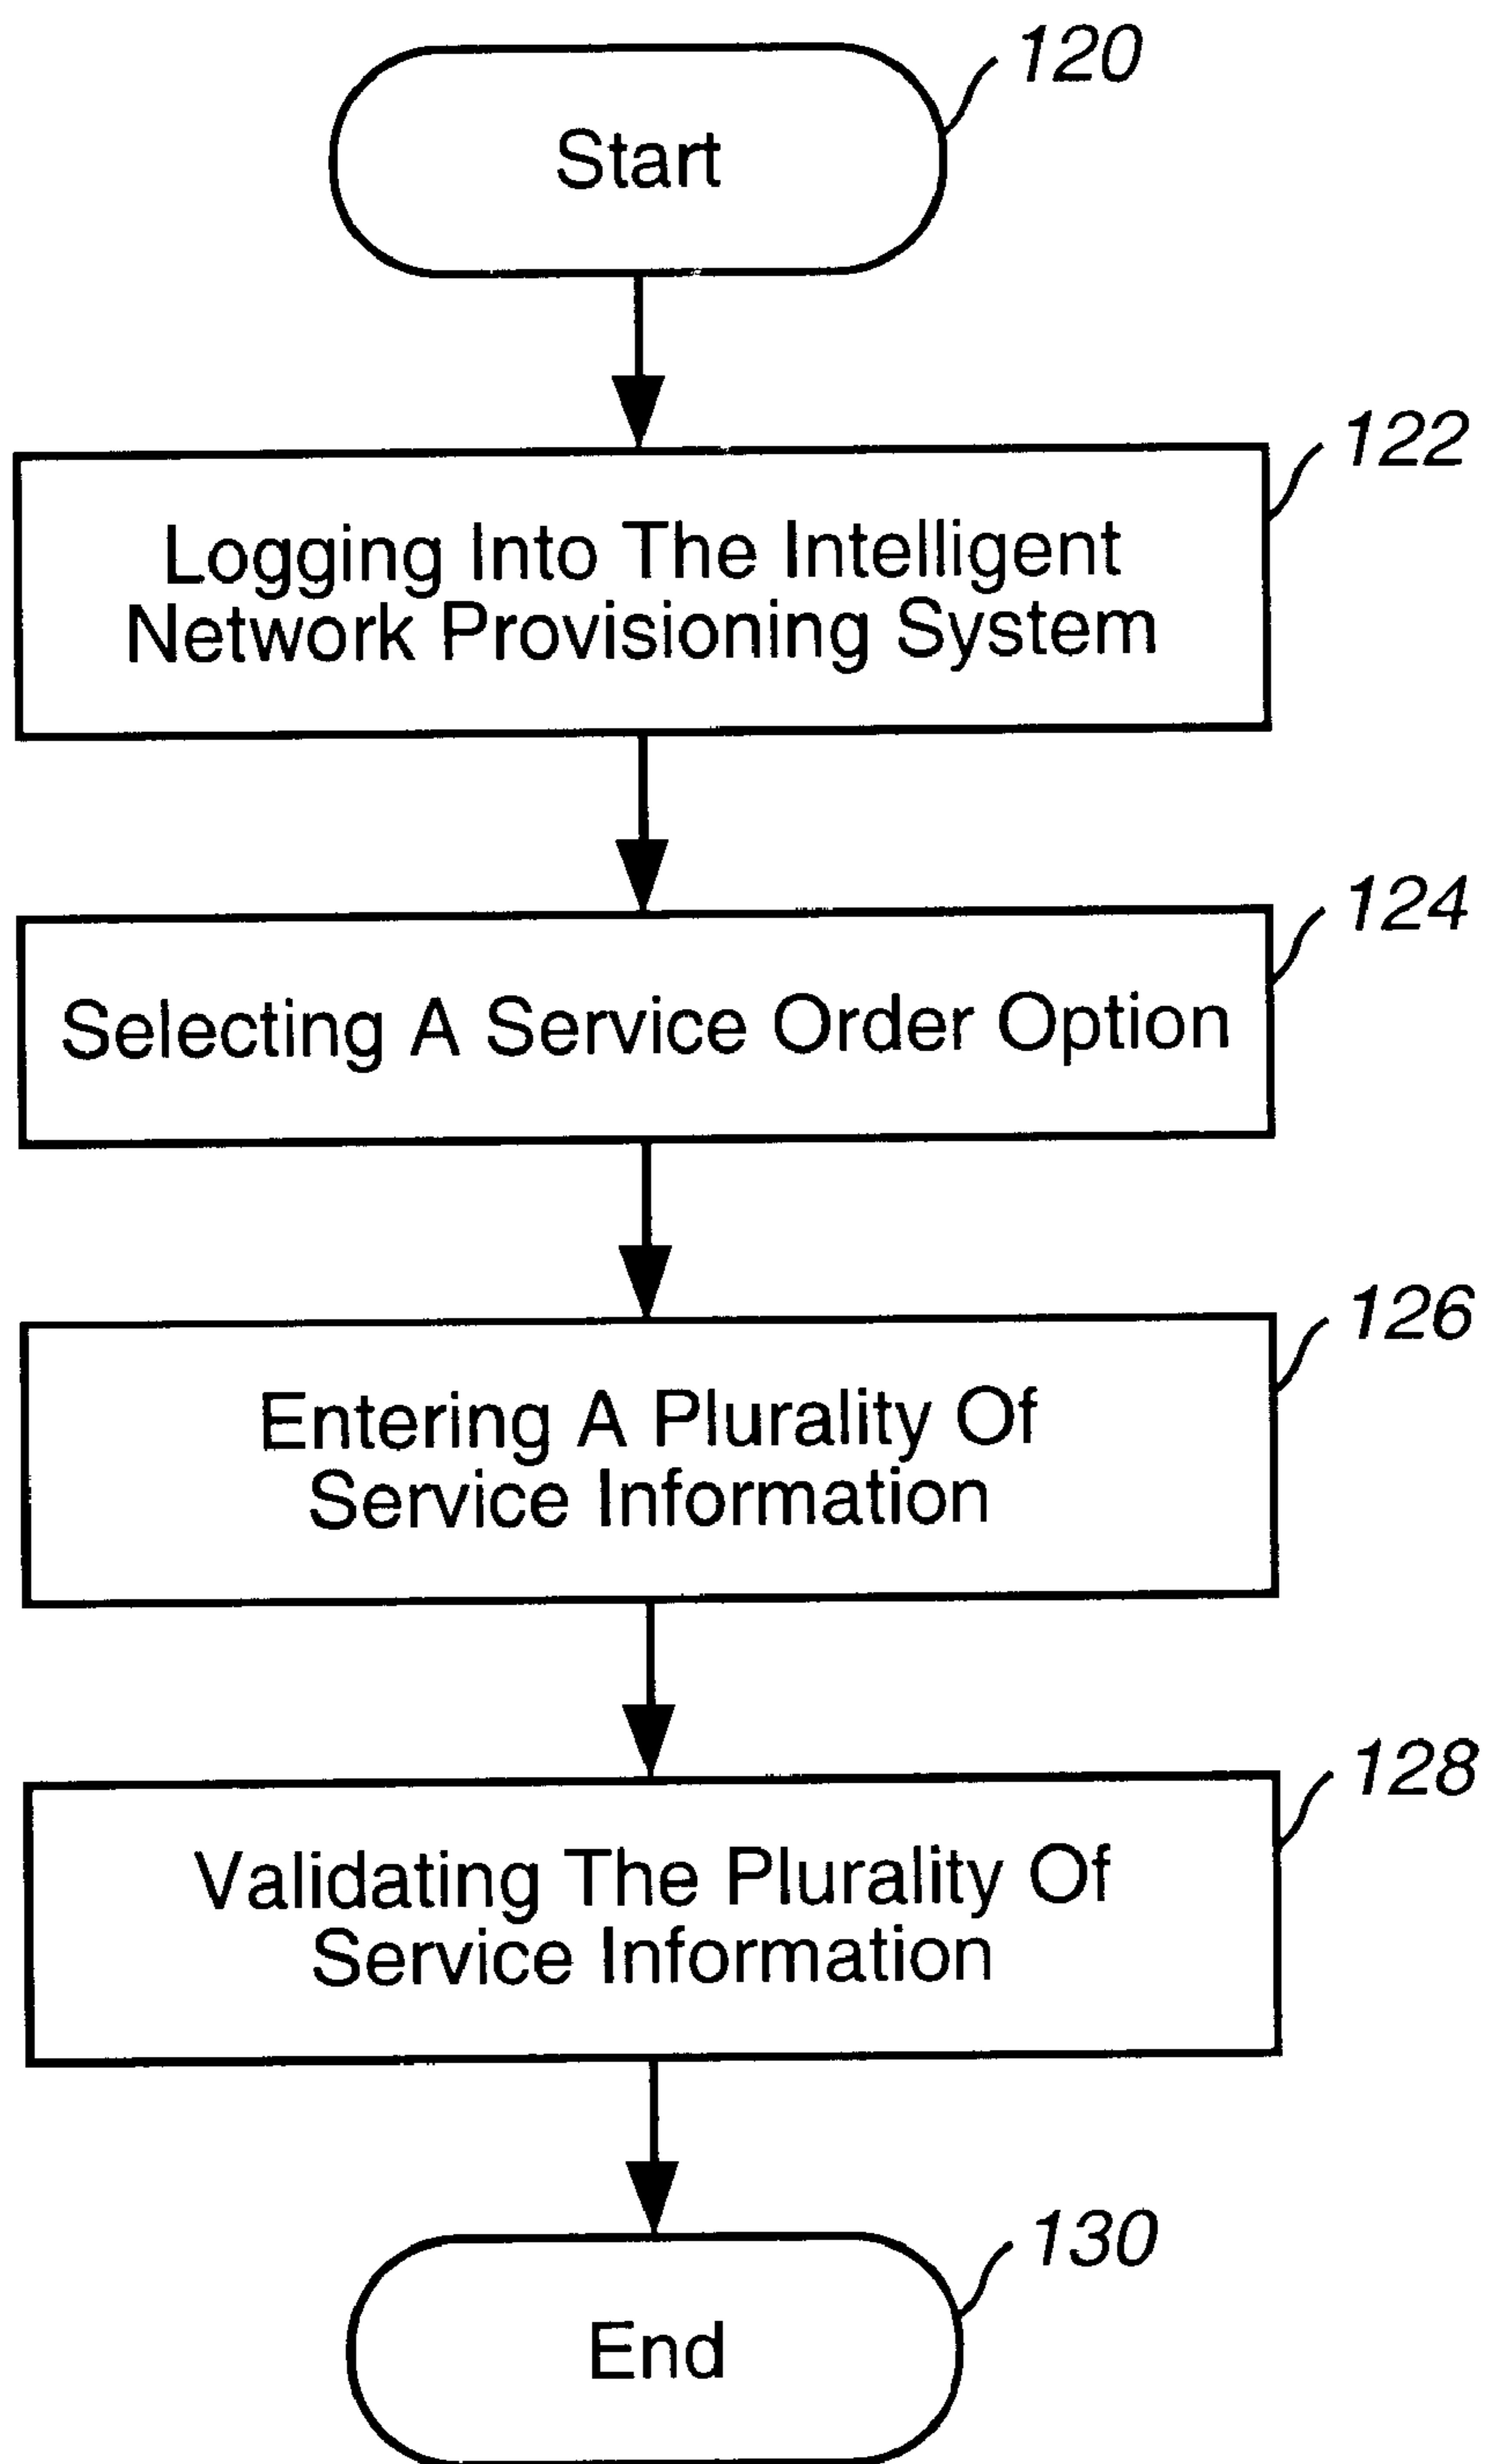 120
Start
122
Logging Into The Intelligent
Network Provisioning System
124
Selecting A Service Order Option
126
Entering A Plurality Of
Service Information
128
Validating The Plurality Of
Service Information
130
End